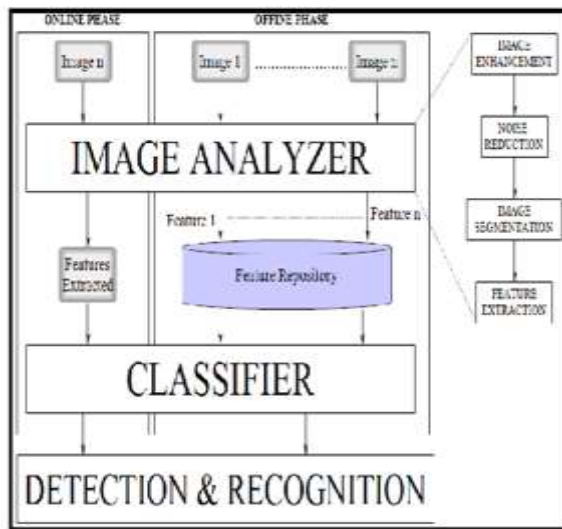 ONLINE PHASE
OFFINE PHASE
Image n
Image 1
Image n
IMAGE
ENHANCEMENT
NOISE
REDUCTION
IMAGE ANALYZER
Feature 1
Feature n
IMAGE
SEGMENTATION
Features
Extracted
Feature Repository
FEATURE
EXTRACTION
CLASSIFIER
DETECTION & RECOGNITION